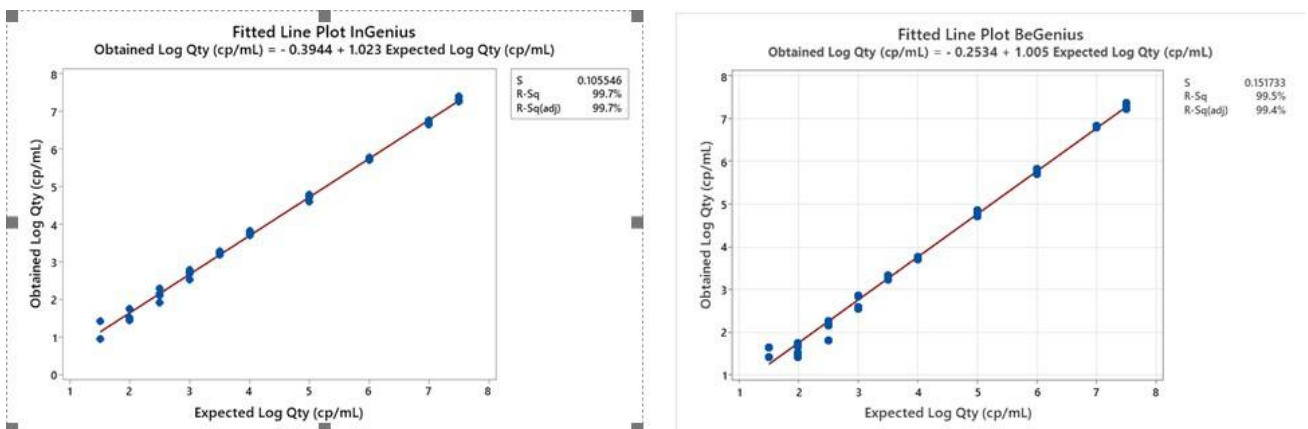 Fitted Line Plot InGenius
Obtained Log Qty (cp/mL) = - 0.3944 + 1.023 Expected Log Qty (cp/mL)
S 0.105546
R-Sq 99.7%
R-Sq(adj) 99.7%
Obtained Log Qty (cp/mL)
8
7
6
5
4
3
2
1
0
1 2 3 4 5 6 7 8
Expected Log Qty (cp/mL)
Fitted Line Plot BeGenius
Obtained Log Qty (cp/mL) = - 0.2534 + 1.005 Expected Log Qty (cp/mL)
S 0.151733
R-Sq 99.5%
R-Sq(adj) 99.4%
Obtained Log Qty (cp/mL)
8
7
6
5
4
3
2
1
1 2 3 4 5 6 7 8
Expected Log Qty (cp/mL)